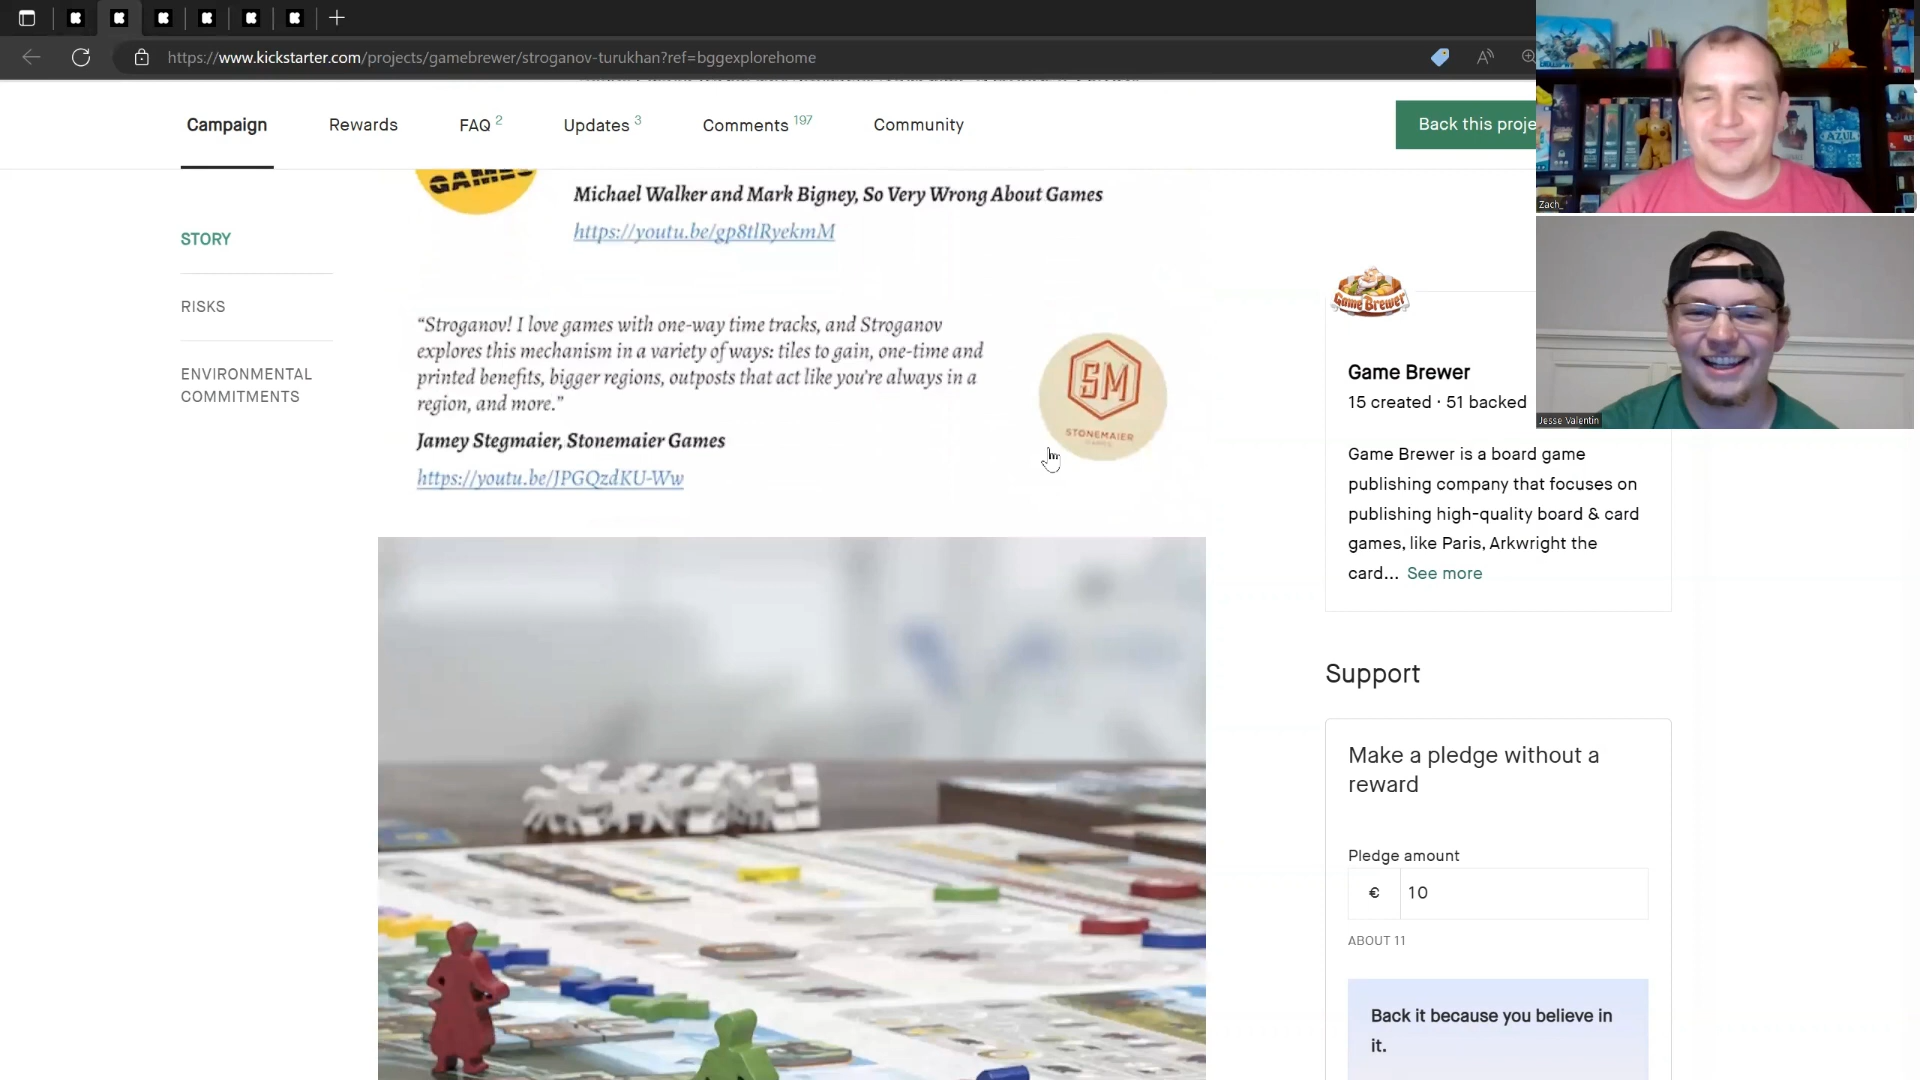 https://www.kickstarter.com/projects/gamebrewer/stroganov-turukhan?ref=bggexplorehome
Campaign
Rewards
FAQ 2
Updates 3
Comments 197
Community
Back this proje
GAMES
Michael Walker and Mark Bigney, So Very Wrong About Games
https://youtu.be/gp8tlRyekmM
STORY
RISKS
ENVIRONMENTAL
COMMITMENTS
“Stroganov! I love games with one-way time tracks, and Stroganov
explores this mechanism in a variety of ways: tiles to gain, one-time and
printed benefits, bigger regions, outposts that act like you're always in a
region, and more.”
Jamey Stegmaier, Stonemaier Games
https://youtu.be/JPGQzdKU-Ww
SM
STONEMAIER
GAMES
Game Brewer
Game Brewer
15 created · 51 backed
Game Brewer is a board game
publishing company that focuses on
publishing high-quality board & card
games, like Paris, Arkwright the
card... See more
Support
Make a pledge without a
reward
Pledge amount
€ 10
ABOUT 11
Back it because you believe in
it.
AZUL
Zach_
Jesse Valentin